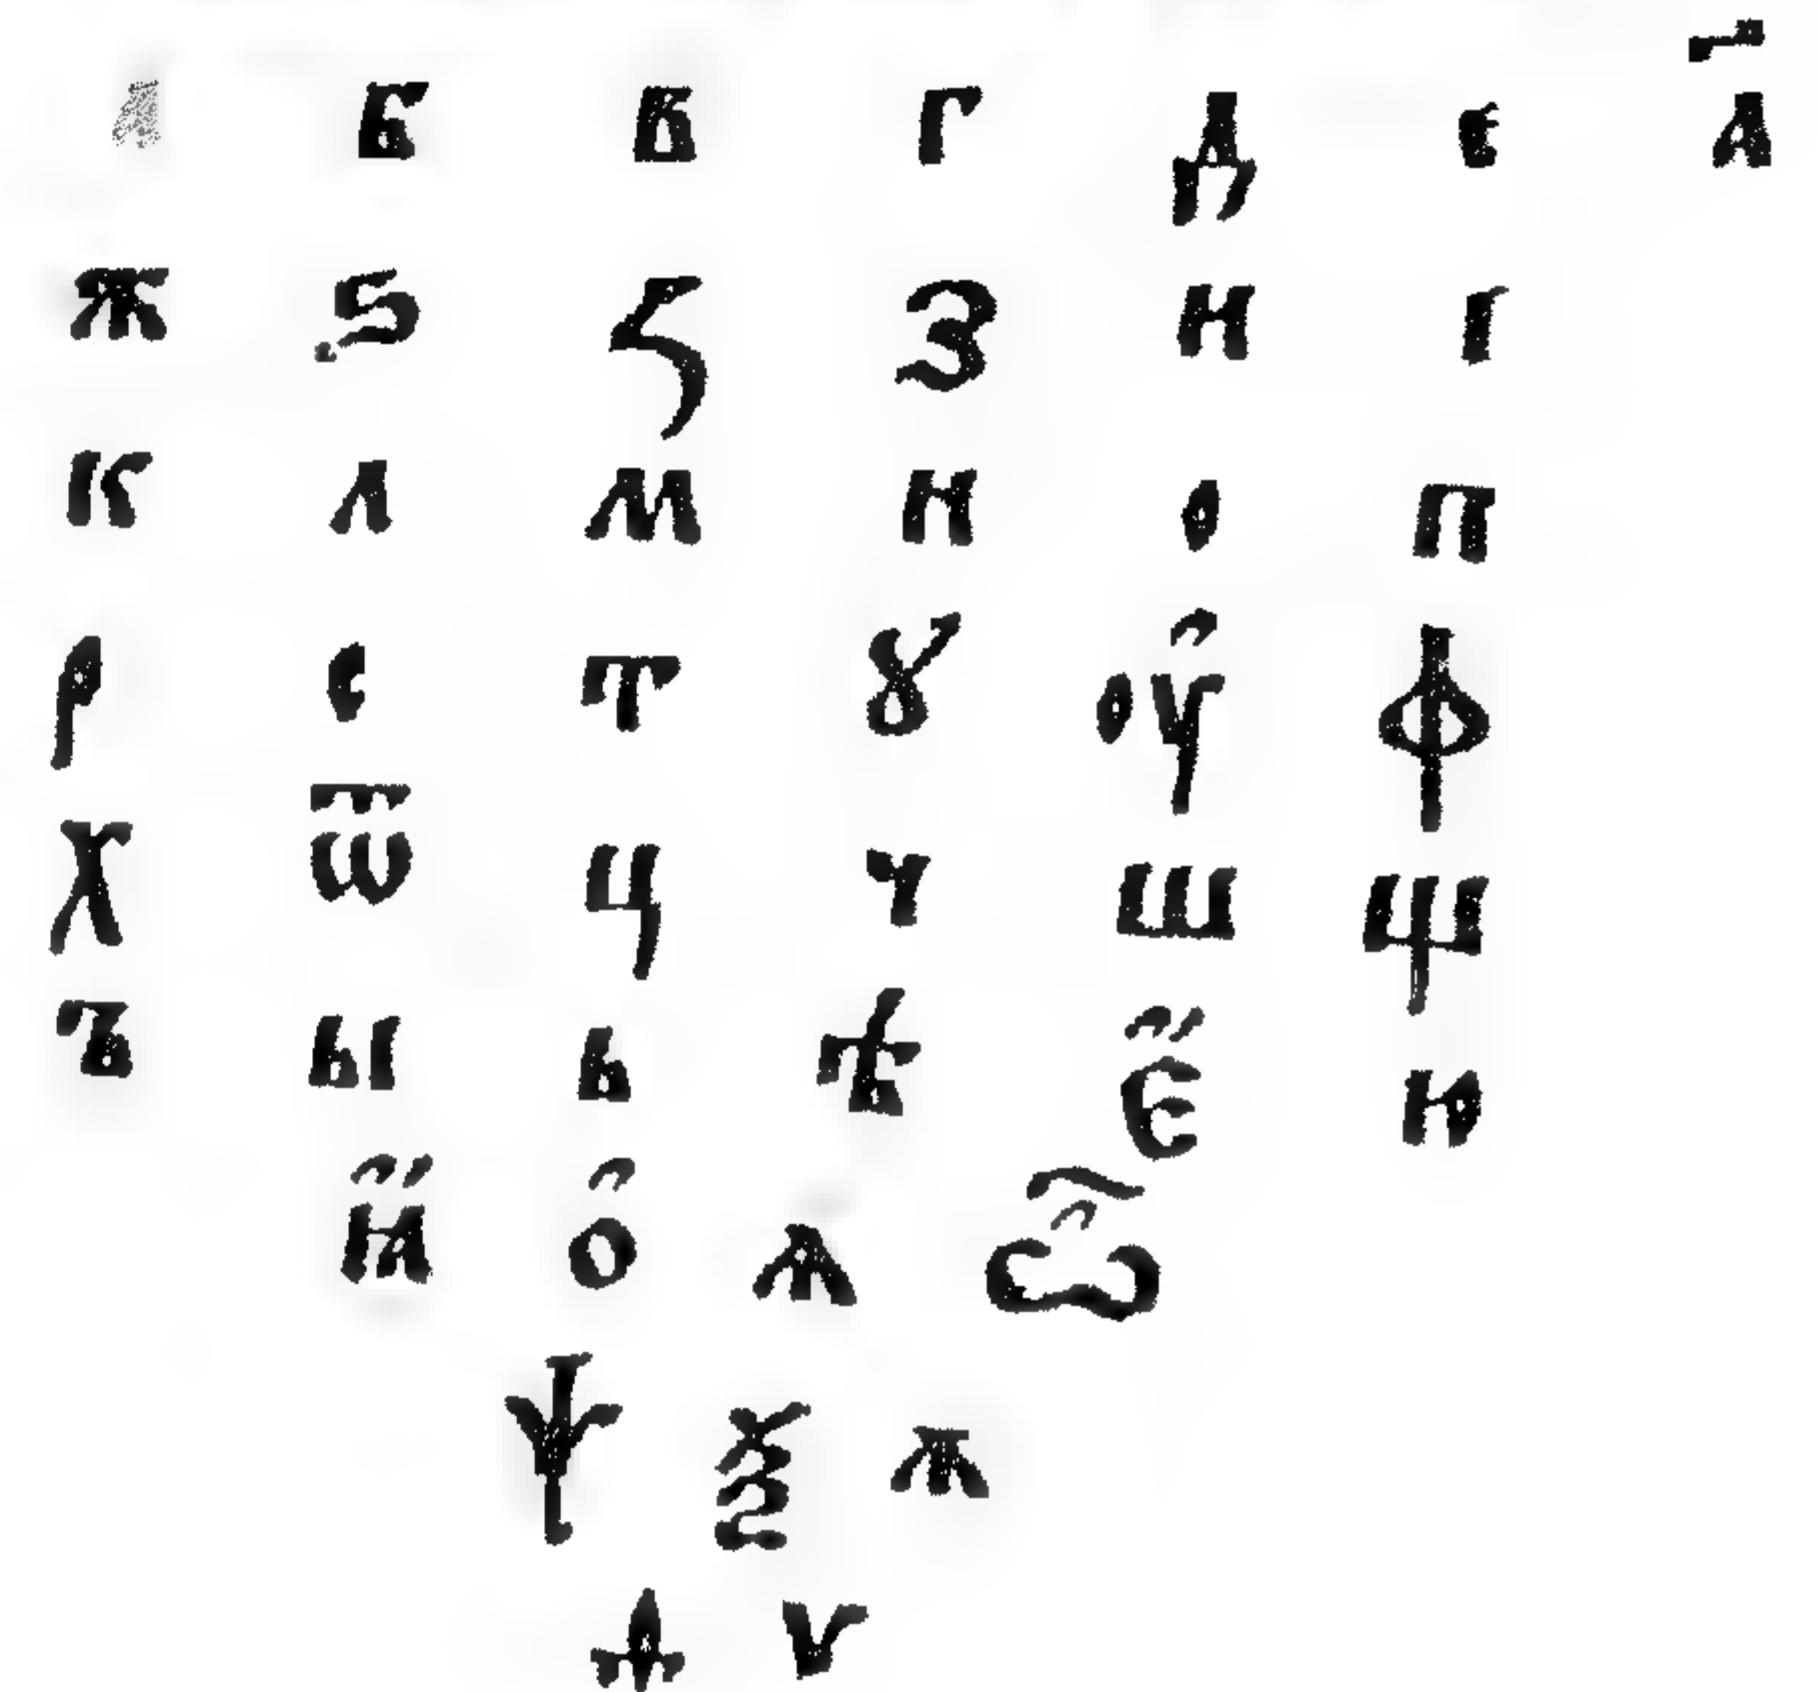 а б в г д е а҃
ж ѕ ꙁ з и і
к л м н о п
р с т ꙋ оу҆ ф
х ѿ ц ч ш щ
ъ ы ь ѣ є҆́ ю
ꙗ҆́ о҆ ѧ ѽ
ѱ ѯ ѫ
ѳ ѵ